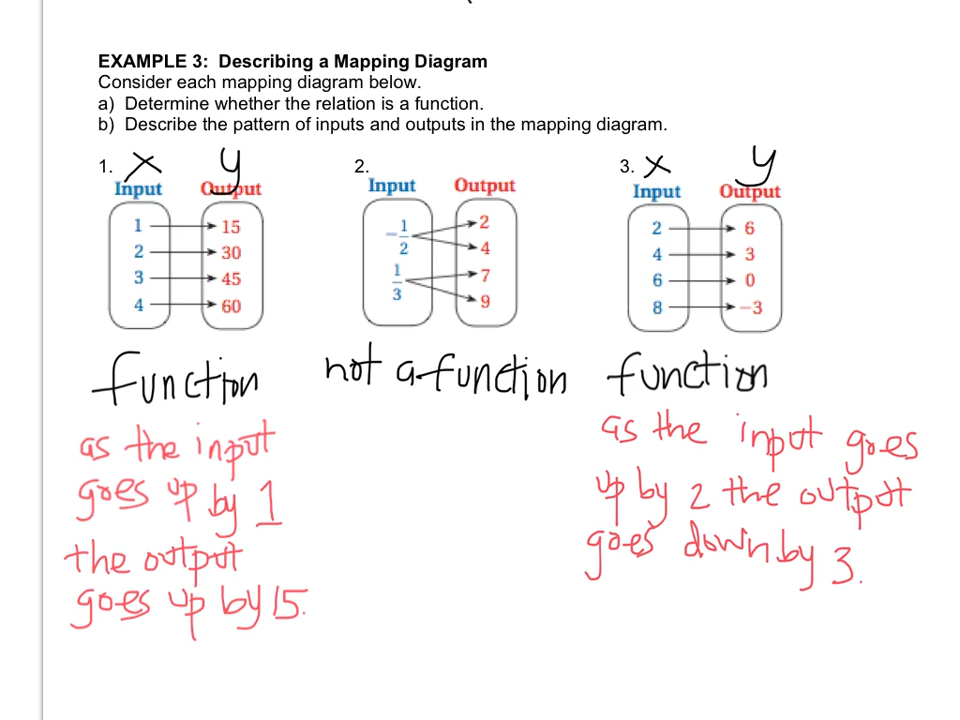 EXAMPLE 3: Describing a Mapping Diagram
Consider each mapping diagram below.
a) Determine whether the relation is a function.
b) Describe the pattern of inputs and outputs in the mapping diagram.
1. x y
Input Output
1 15
2 30
3 45
4 60
function
as the input
goes up by 1
the output
goes up by 15.
2.
Input Output
-1/2 2
4
1/3 7
9
not a function
3. x y
Input Output
2 6
4 3
6 0
8 -3
function
as the input goes
up by 2 the output
goes down by 3.